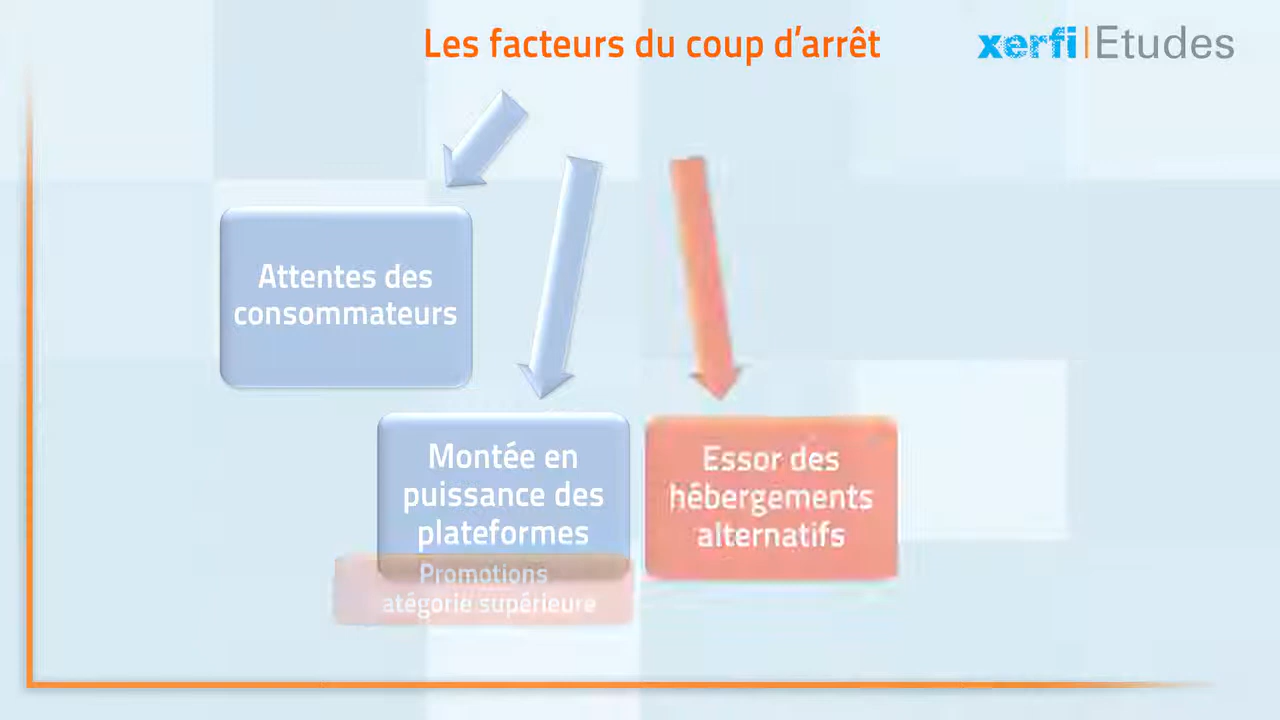 Les facteurs du coup d'arrêt
xerfi Etudes
Attentes des
consommateurs
Montée en
puissance des
plateformes
Essor des
hébergements
alternatifs
Promotions
atégorie supérieure